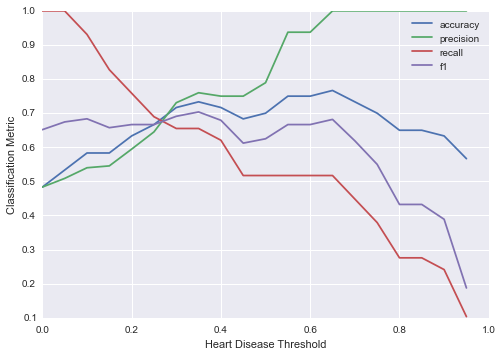 1.0
0.9
0.8
0.7
0.6
0.5
0.4
0.3
0.2
0.1
Classification Metric
accuracy
precision
recall
f1
0.0 0.2 0.4 0.6 0.8 1.0
Heart Disease Threshold